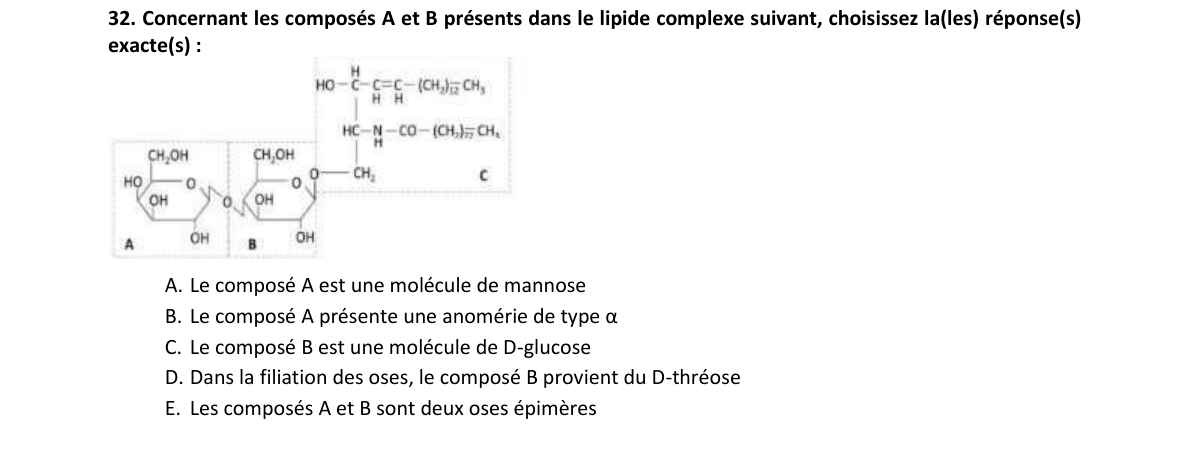 32. Concernant les composés A et B présents dans le lipide complexe suivant, choisissez la(les) réponse(s)
exacte(s) :
H
HO-C-C=C-(CH₂)₁₂ CH₃
H H
HC-N-CO-(CH₂)₂₂ CH₃
H
CH₂OH CH₂OH
O CH₂ C
HO O O
OH O OH
A OH B OH
A. Le composé A est une molécule de mannose
B. Le composé A présente une anomérie de type α
C. Le composé B est une molécule de D-glucose
D. Dans la filiation des oses, le composé B provient du D-thréose
E. Les composés A et B sont deux oses épimères